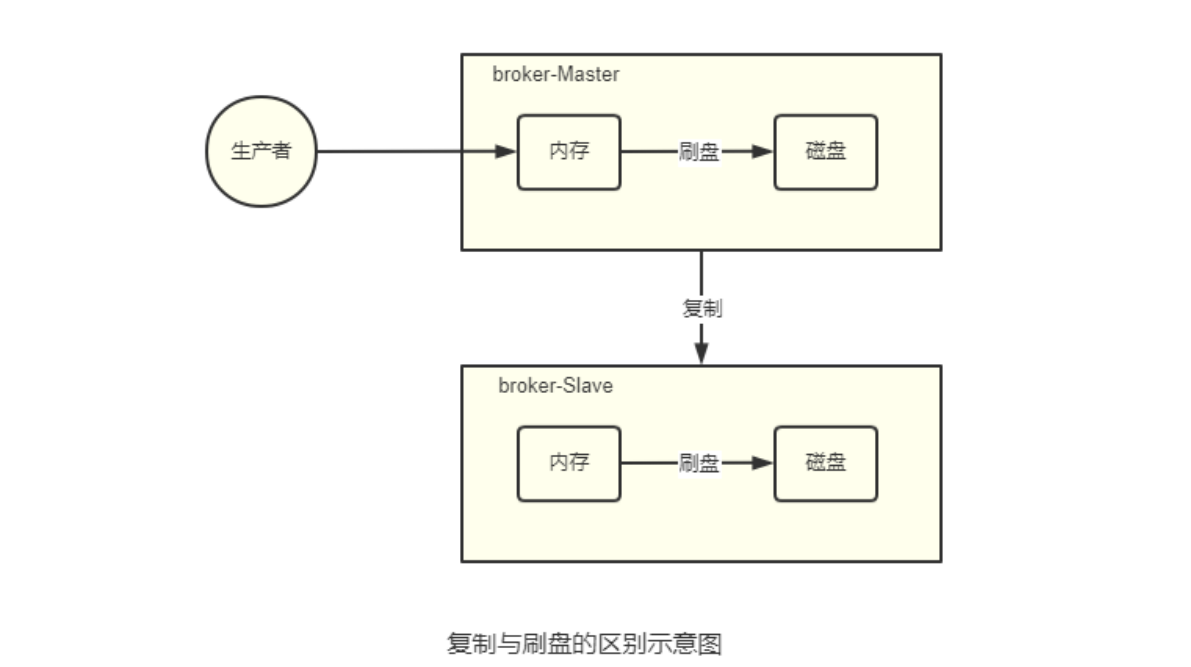 broker-Master
生产者
内存
刷盘
磁盘
复制
broker-Slave
内存
刷盘
磁盘
复制与刷盘的区别示意图